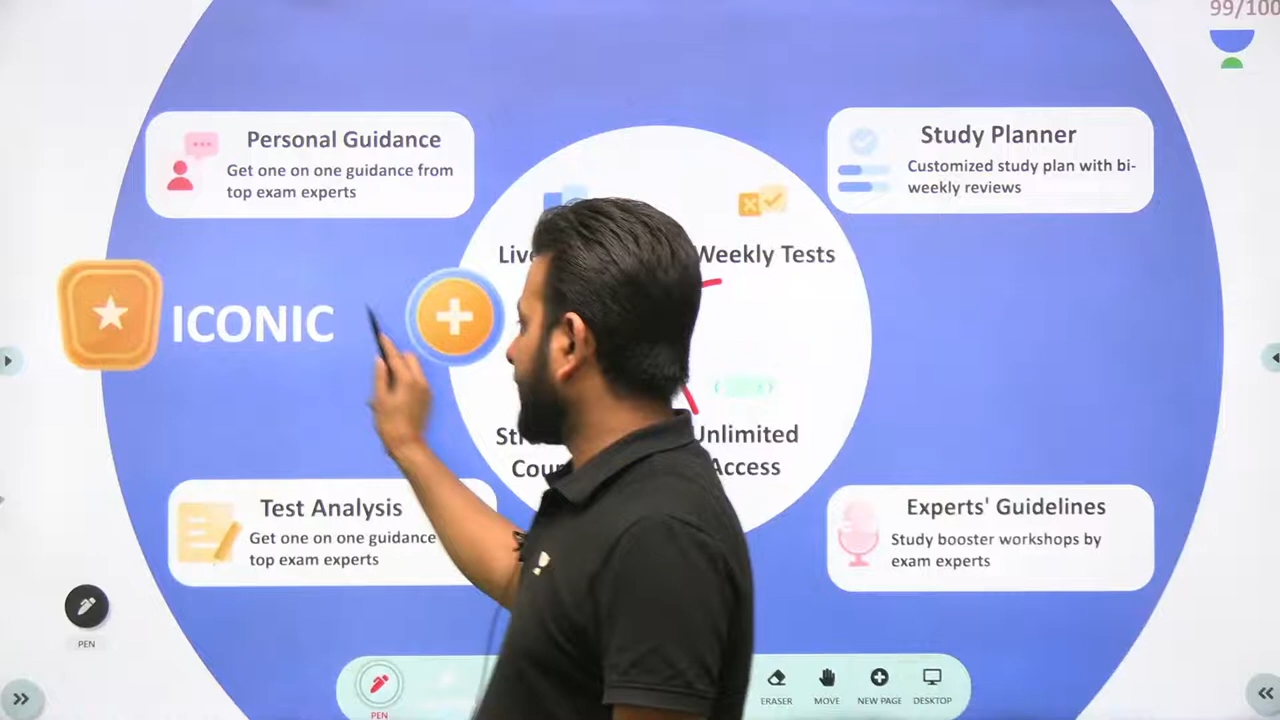 99/100
Personal Guidance
Get one on one guidance from
top exam experts
Study Planner
Customized study plan with bi-
weekly reviews
Weekly Tests
ICONIC
Unlimited
Access
Test Analysis
Get one on one guidance
top exam experts
Experts' Guidelines
Study booster workshops by
exam experts
PEN
PEN
ERASER
MOVE
NEW PAGE
DESKTOP